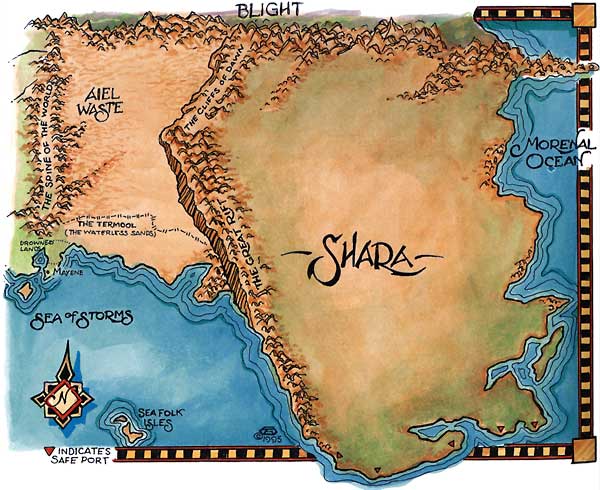 BLIGHT
THE CLIFFS OF DAWN
AIEL
WASTE
THE SPINE OF THE WORLD
MORENAL
OCEAN
THE TERMOOL
(THE WATERLESS SANDS)
DROWNED
LANDS
MAYENE
THE GREAT RIFT
-SHARA-
SEA OF STORMS
N
SEA FOLK
ISLES
©1995
INDICATES
SAFE PORT